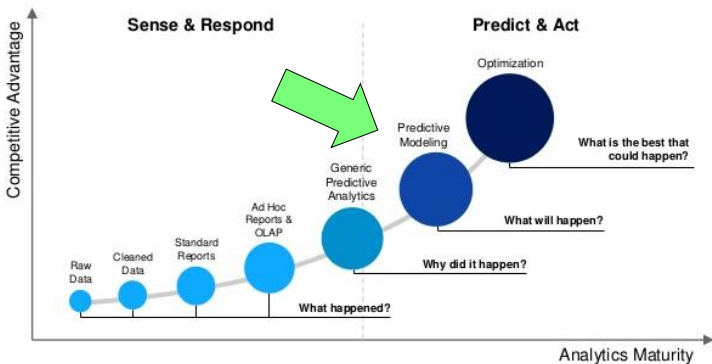 Sense & Respond
Predict & Act
Competitive Advantage
Optimization
Predictive
Modeling
What is the best that
could happen?
Generic
Predictive
Analytics
What will happen?
Ad Hoc
Reports &
OLAP
Why did it happen?
Standard
Reports
Cleaned
Data
Raw
Data
What happened?
Analytics Maturity